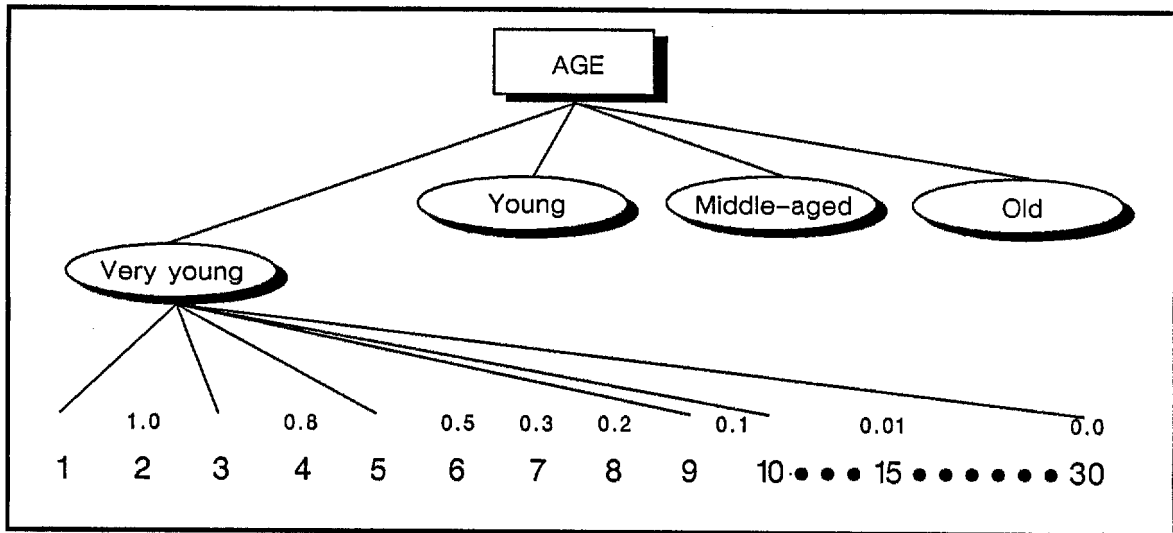 AGE
Young Middle-aged Old
Very young
1.0 0.8 0.5 0.3 0.2 0.1 0.01 0.0
1 2 3 4 5 6 7 8 9 10 ● ● ● 15 ● ● ● ● ● ● 30